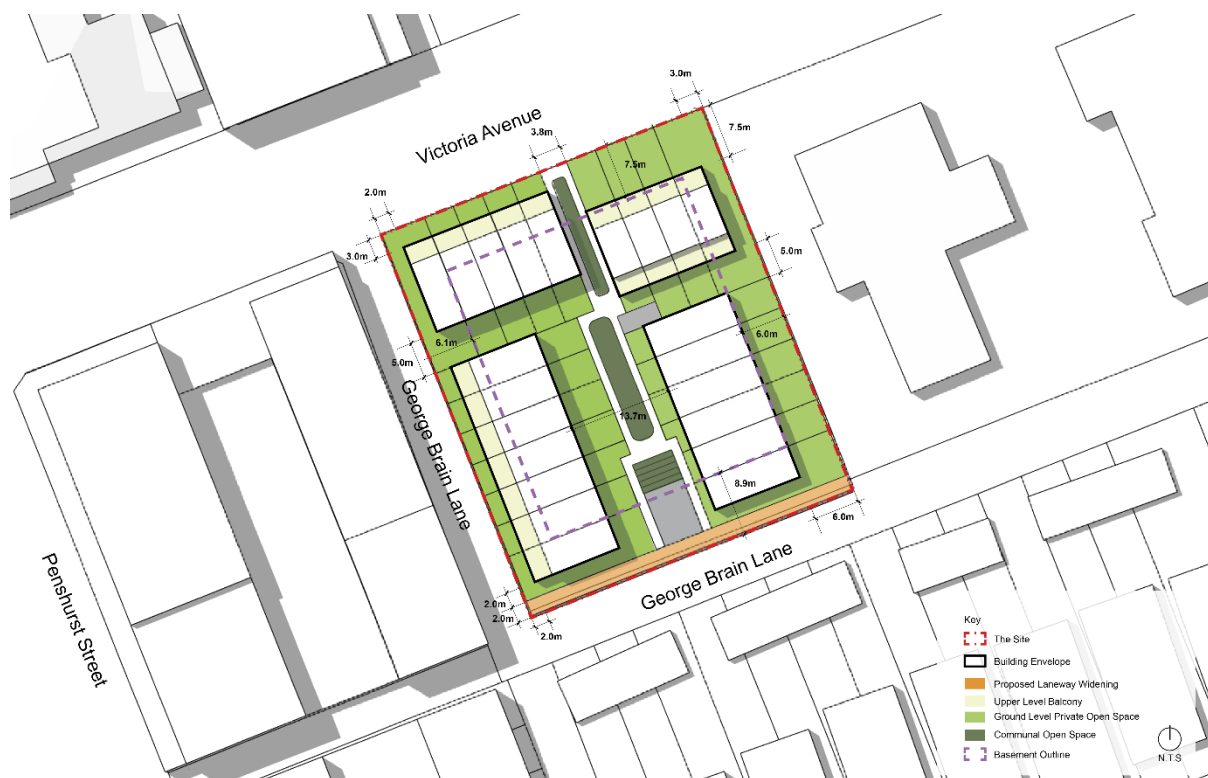 3.0m
Victoria Avenue
3.8m
7.5m
7.5m
2.0m
3.0m
5.0m
6.1m
5.0m
6.0m
George Brain Lane
13.7m
8.9m
6.0m
George Brain Lane
Penshurst Street
2.0m
2.0m
2.0m
Key
The Site
Building Envelope
Proposed Laneway Widening
Upper Level Balcony
Ground Level Private Open Space
Communal Open Space
Basement Outline
N.T.S